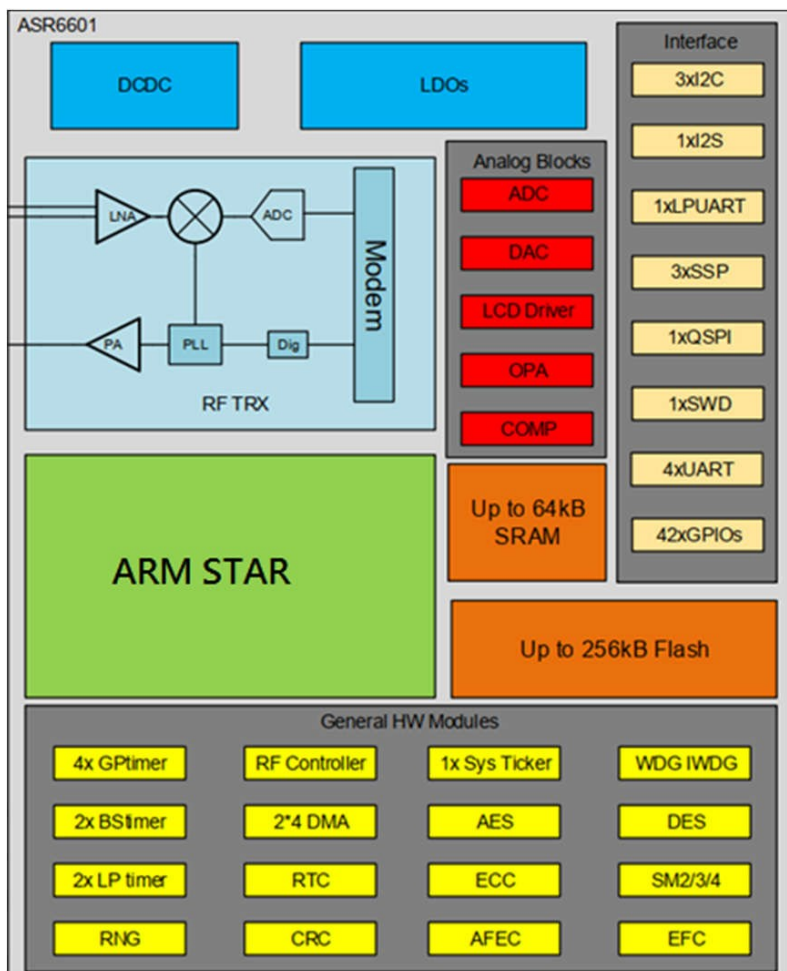 ASR6601
DCDC
LDOs
Interface
3xI2C
1xI2S
1xLPUART
3xSSP
1xQSPI
1xSWD
4xUART
42xGPIOs
LNA
ADC
Modem
PA
PLL
Dig
RF TRX
Analog Blocks
ADC
DAC
LCD Driver
OPA
COMP
ARM STAR
Up to 64kB
SRAM
Up to 256kB Flash
General HW Modules
4x GPtimer
RF Controller
1x Sys Ticker
WDG IWDG
2x BStimer
2*4 DMA
AES
DES
2x LP timer
RTC
ECC
SM2/3/4
RNG
CRC
AFEC
EFC